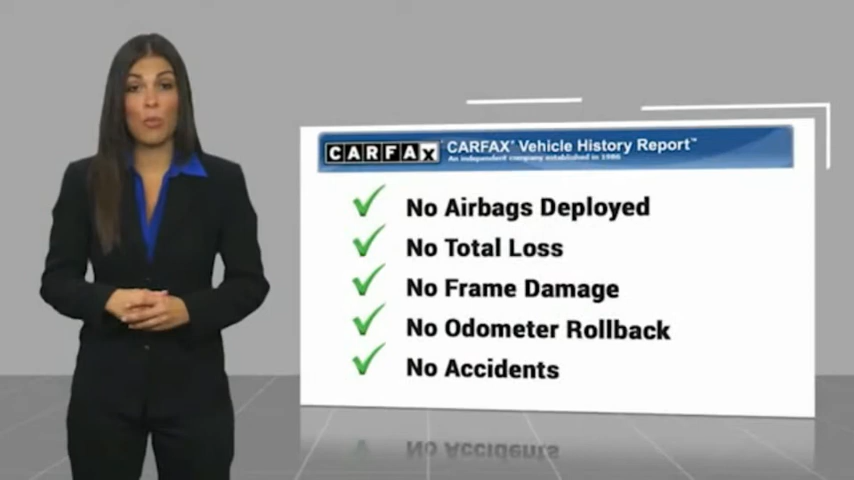 CARFAX CARFAX® Vehicle History Report™
An independent company established in 1986
No Airbags Deployed
No Total Loss
No Frame Damage
No Odometer Rollback
No Accidents
No Accidents